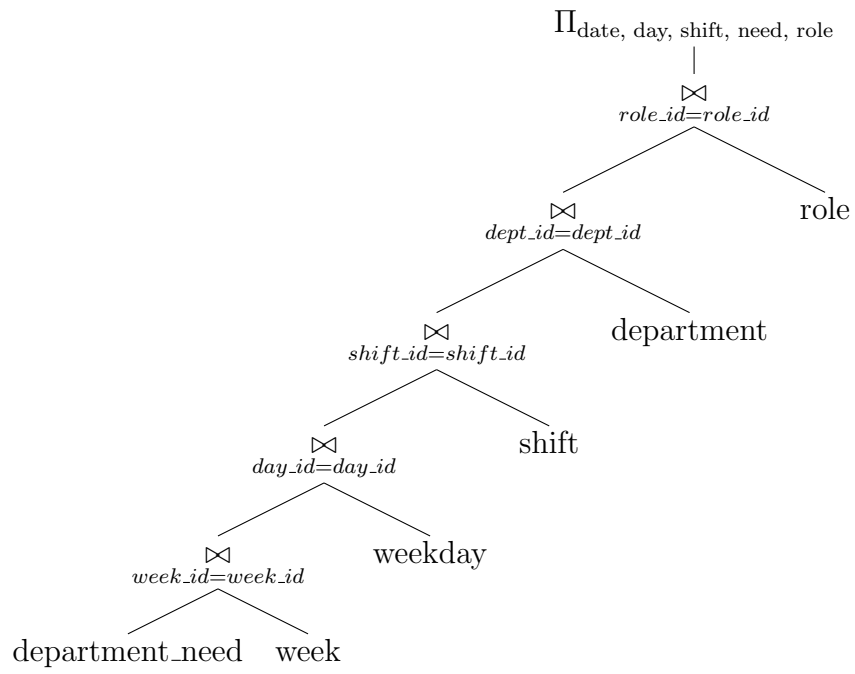 Π date, day, shift, need, role
⋈
role_id=role_id
⋈
role
dept_id=dept_id
⋈
department
shift_id=shift_id
⋈
shift
day_id=day_id
⋈
weekday
week_id=week_id
department_need
week